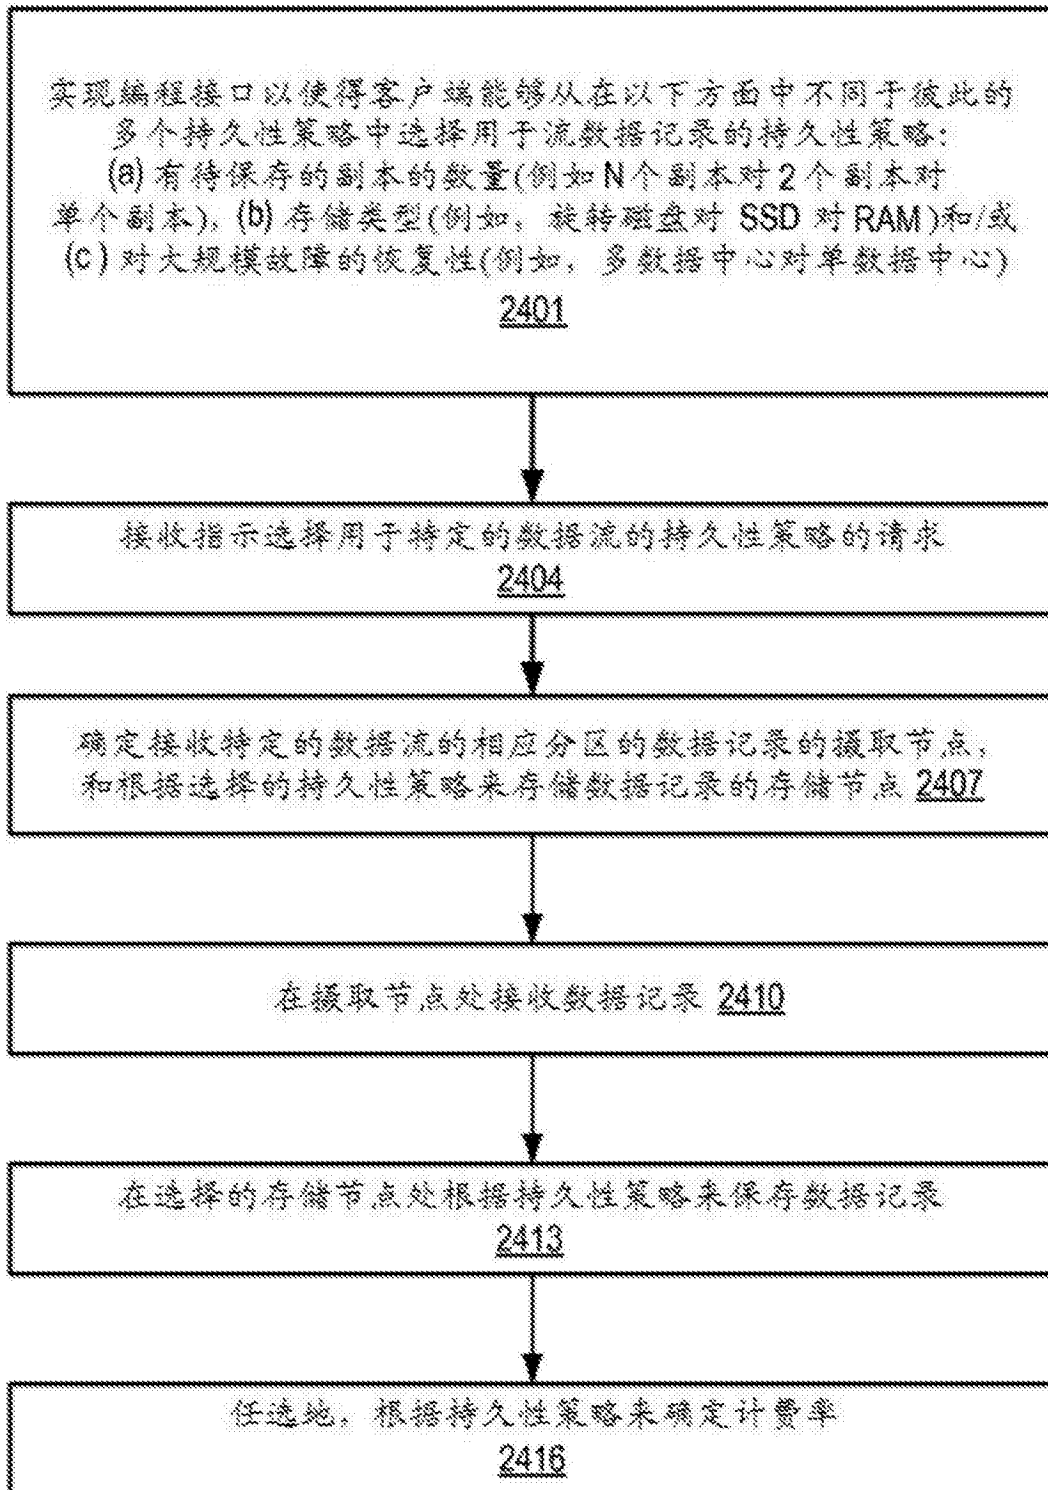 实现编程接口以使得客户端能够从在以下方面中不同于彼此的
多个持久性策略中选择用于流数据记录的持久性策略:
(a) 有待保存的副本的数量(例如 N 个副本对 2 个副本对
单个副本), (b) 存储类型(例如, 旋转磁盘对 SSD 对 RAM)和/或
(c) 对大规模故障的恢复性(例如, 多数据中心对单数据中心)
2401
接收指示选择用于特定的数据流的持久性策略的请求
2404
确定接收特定的数据流的相应分区的数据记录的摄取节点,
和根据选择的持久性策略来存储数据记录的存储节点 2407
在摄取节点处接收数据记录 2410
在选择的存储节点处根据持久性策略来保存数据记录
2413
任选地, 根据持久性策略来确定计费率
2416